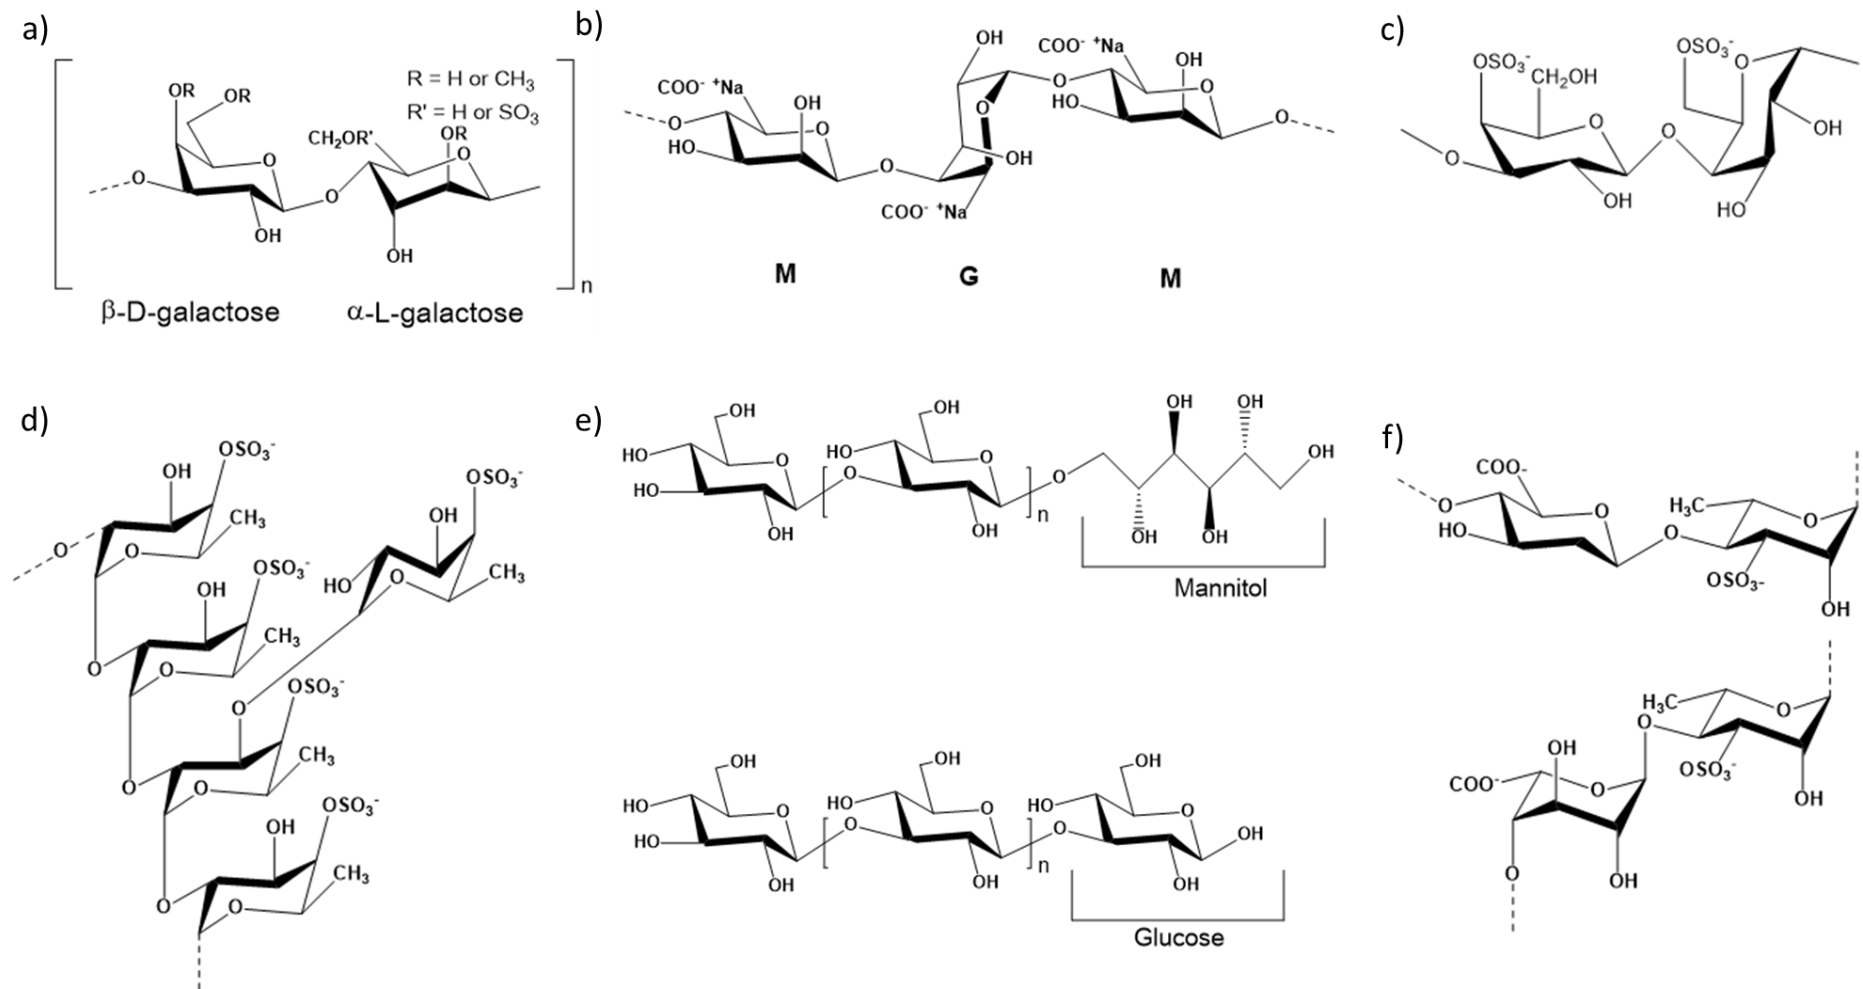 a)
R = H or CH₃
R' = H or SO₃
OR
OR
CH₂OR'
OR
O
O
O
O
OH
OH
n
β-D-galactose
α-L-galactose
b)
OH
COO⁻ ⁺Na
OH
COO⁻ ⁺Na
OH
O
O
HO
O
O
O
O
HO
O
OH
COO⁻ ⁺Na
M
G
M
c)
OSO₃⁻
OSO₃⁻
CH₂OH
O
O
O
O
OH
OH
HO
d)
OSO₃⁻
OH
OSO₃⁻
CH₃
OH
O
O
OSO₃⁻
CH₃
HO
O
OH
CH₃
O
O
OSO₃⁻
O
CH₃
O
O
OSO₃⁻
OH
CH₃
O
O
e)
OH
OH
OH
OH
HO
HO
O
O
OH
HO
O
O
n
OH
OH
OH
OH
Mannitol
OH
OH
OH
HO
HO
HO
O
O
O
HO
O
O
OH
n
OH
OH
OH
Glucose
f)
COO-
H₃C
O
O
O
HO
O
OSO₃-
OH
H₃C
O
O
OH
OSO₃-
COO-
O
OH
O
OH